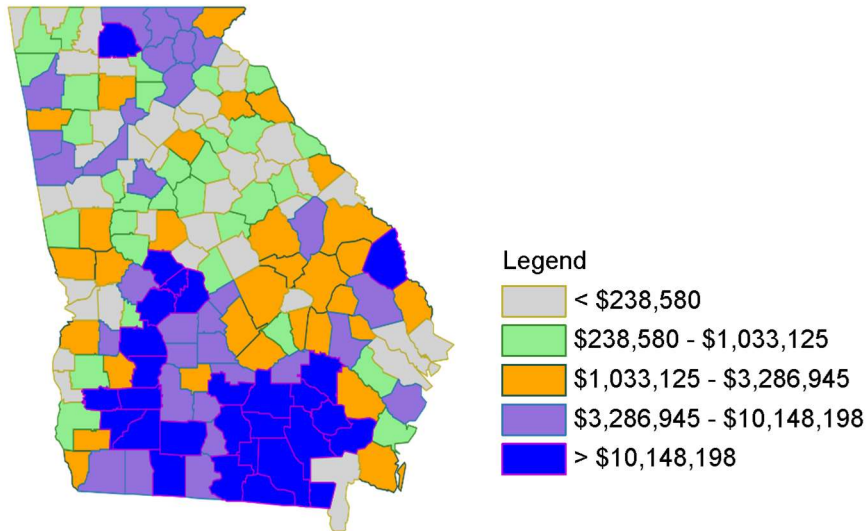 Legend
< $238,580
$238,580 - $1,033,125
$1,033,125 - $3,286,945
$3,286,945 - $10,148,198
> $10,148,198